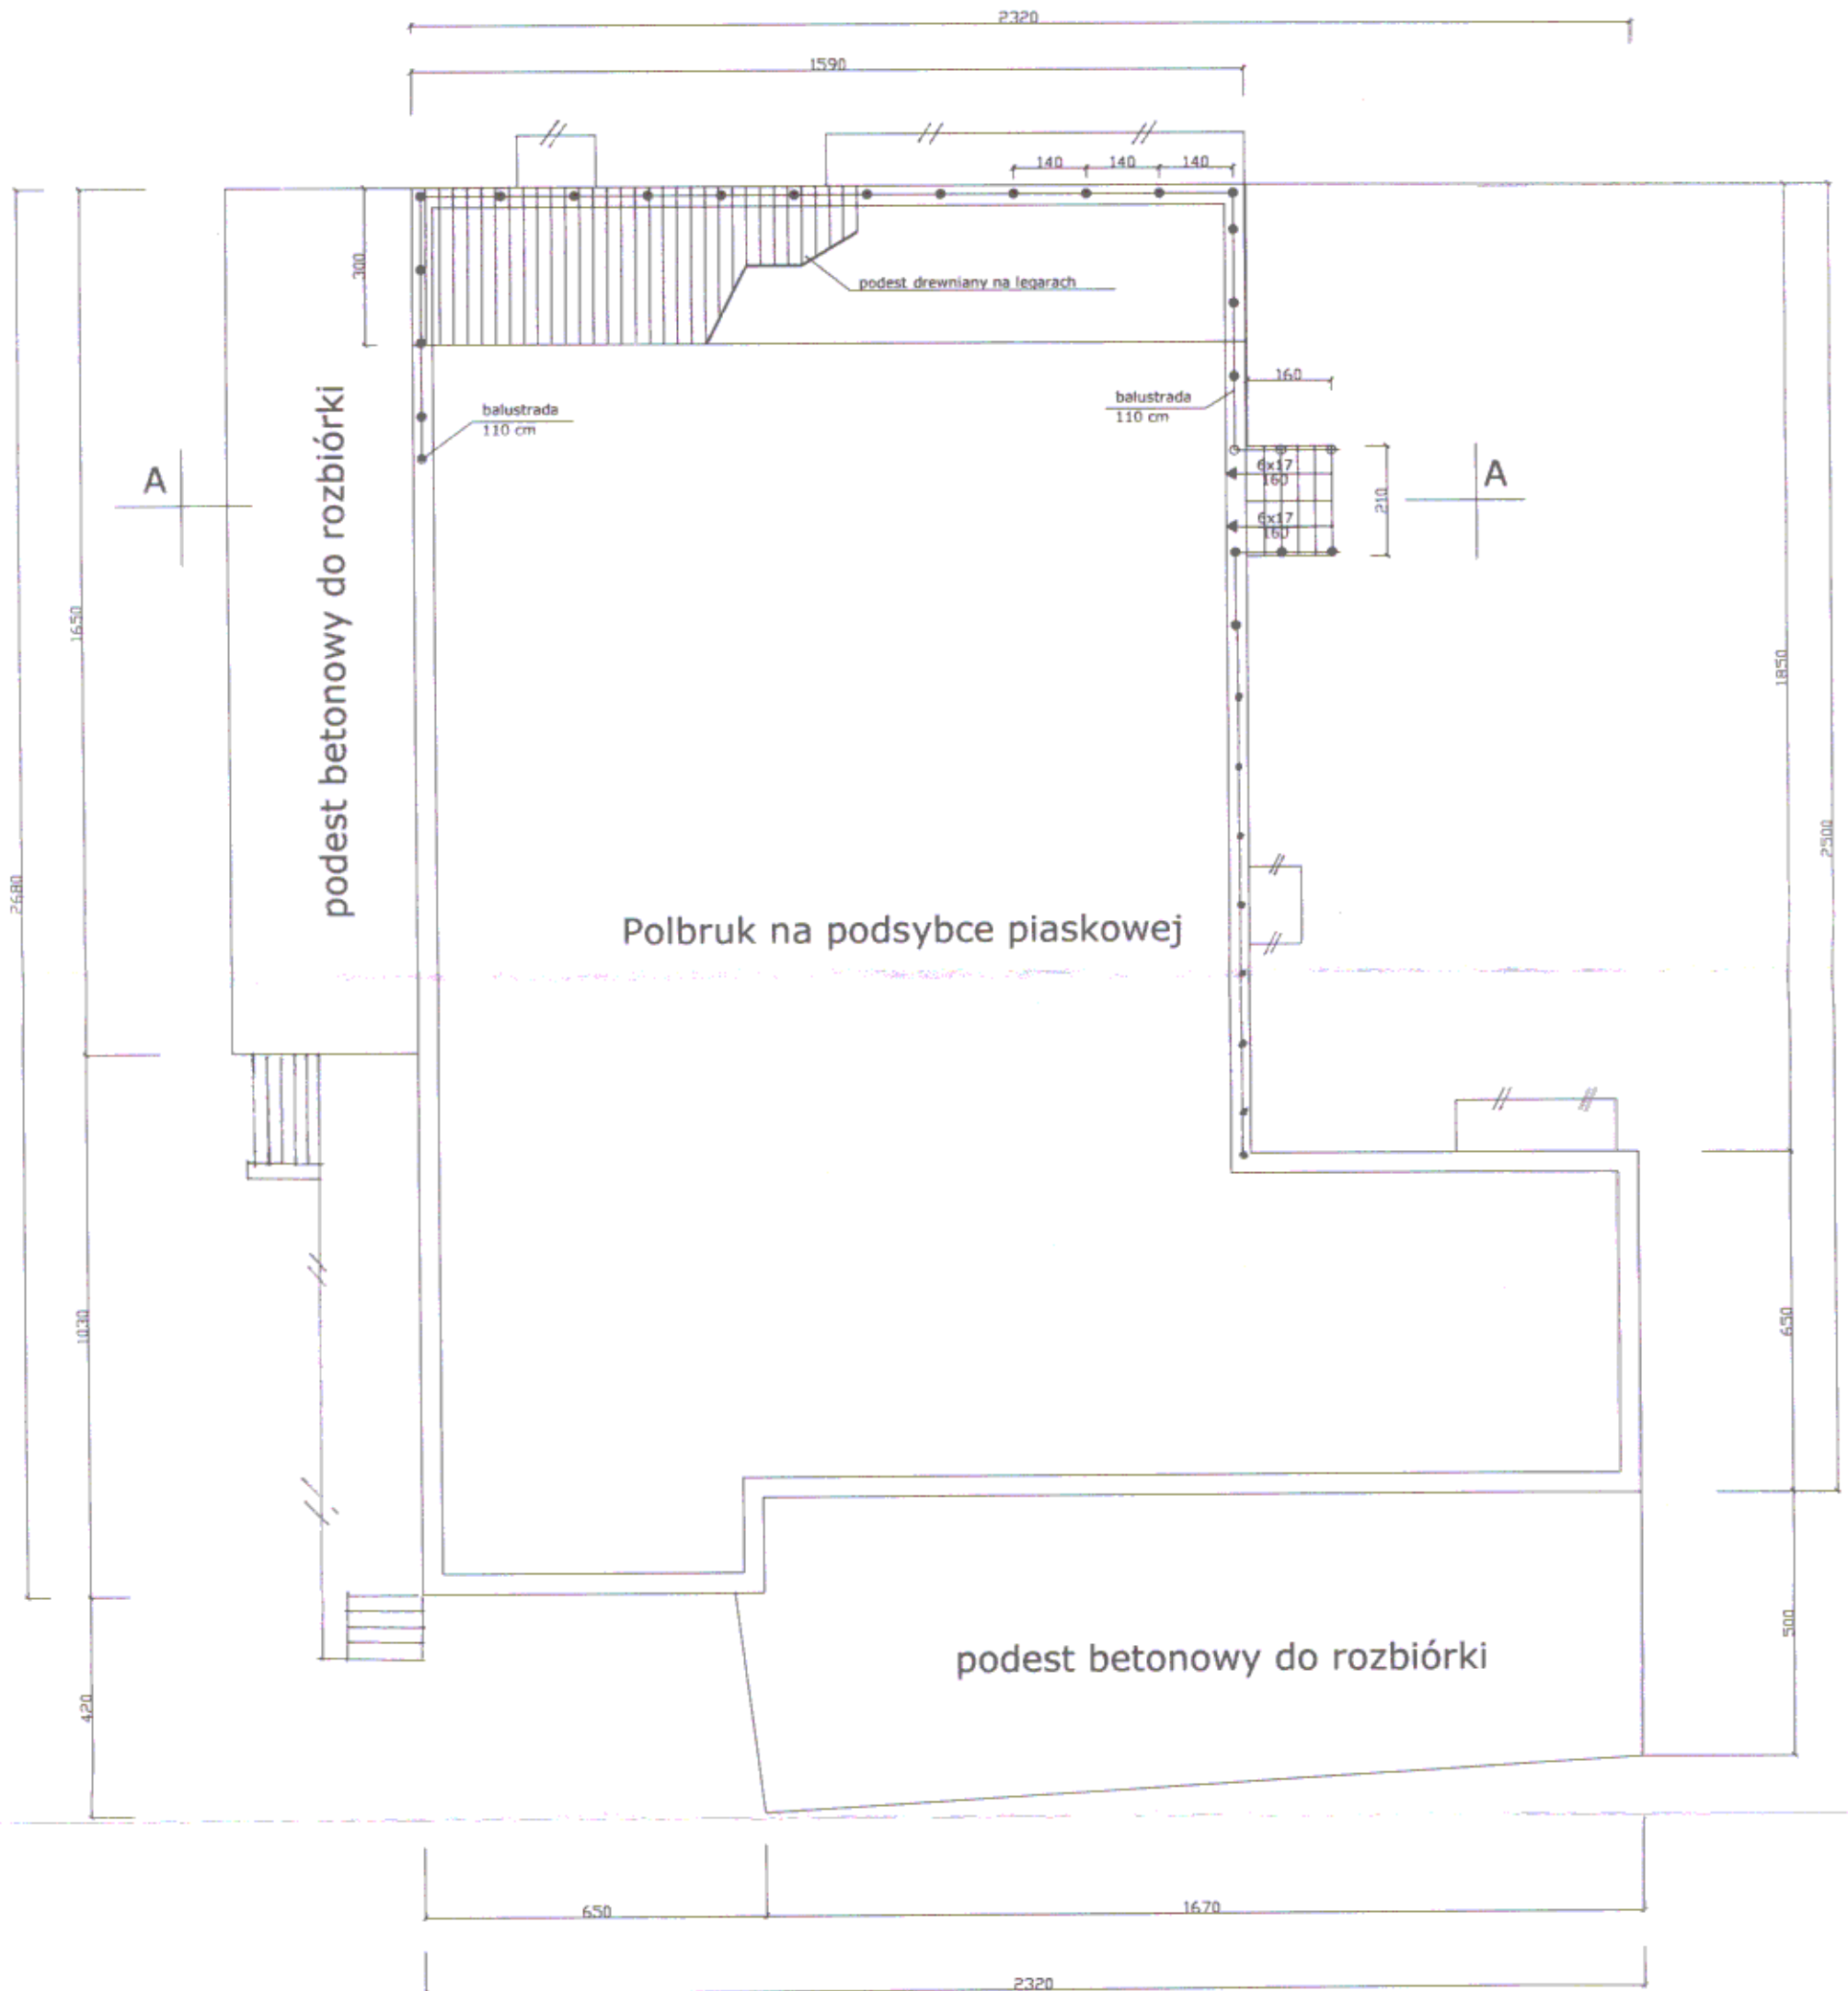 2320
1590
140 140 140
300
podest drewniany na legarach
160
balustrada
110 cm
balustrada
110 cm
podest betonowy do rozbiórki
A
A
6x17
160
6x17
160
210
1650
1850
2680
2500
Polbruk na podsybce piaskowej
1030
650
podest betonowy do rozbiórki
500
420
650
1670
2320